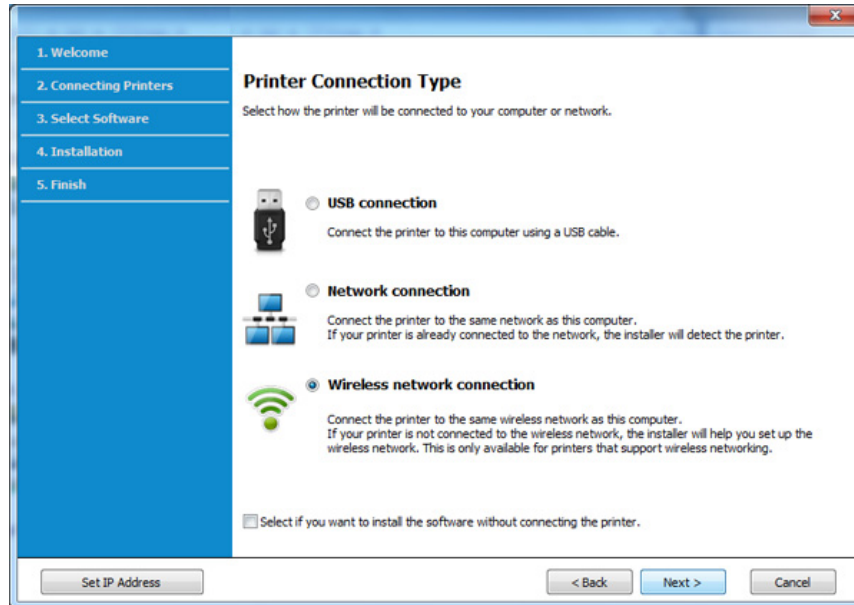 1. Welcome
2. Connecting Printers
3. Select Software
4. Installation
5. Finish
Printer Connection Type
Select how the printer will be connected to your computer or network.
USB connection
Connect the printer to this computer using a USB cable.
Network connection
Connect the printer to the same network as this computer.
If your printer is already connected to the network, the installer will detect the printer.
Wireless network connection
Connect the printer to the same wireless network as this computer.
If your printer is not connected to the wireless network, the installer will help you set up the
wireless network. This is only available for printers that support wireless networking.
Select if you want to install the software without connecting the printer.
Set IP Address
< Back
Next >
Cancel